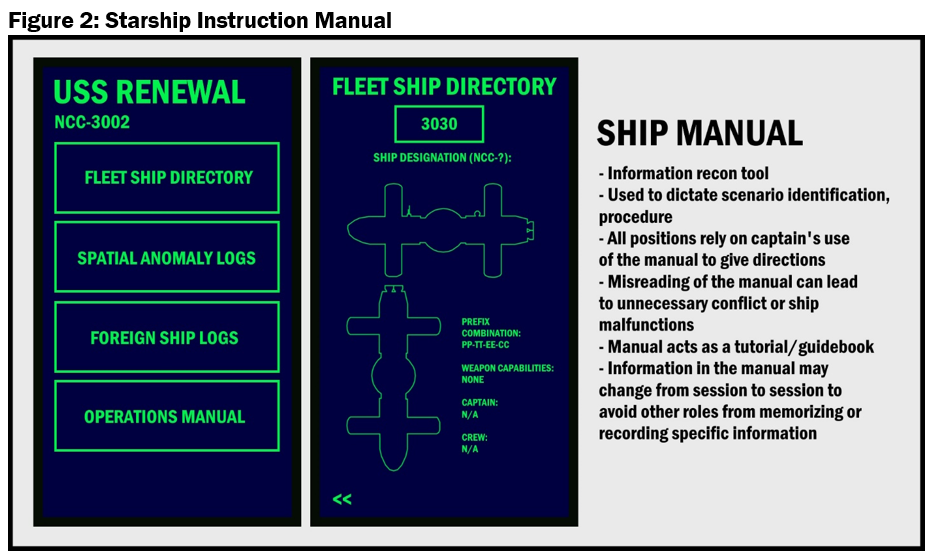 Figure 2: Starship Instruction Manual
USS RENEWAL
NCC-3002
FLEET SHIP DIRECTORY
SPATIAL ANOMALY LOGS
FOREIGN SHIP LOGS
OPERATIONS MANUAL
FLEET SHIP DIRECTORY
3030
SHIP DESIGNATION (NCC-?):
PREFIX
COMBINATION:
PP-TT-EE-CC
WEAPON CAPABILITIES:
NONE
CAPTAIN:
N/A
CREW:
N/A
<<
SHIP MANUAL
- Information recon tool
- Used to dictate scenario identification,
procedure
- All positions rely on captain's use
of the manual to give directions
- Misreading of the manual can lead
to unnecessary conflict or ship
malfunctions
- Manual acts as a tutorial/guidebook
- Information in the manual may
change from session to session to
avoid other roles from memorizing or
recording specific information